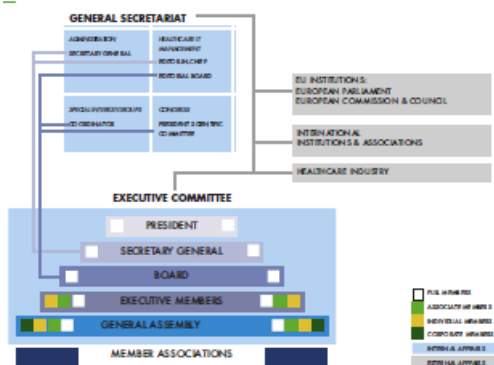 GENERAL SECRETARIAT
ADMINISTRATION
SECRETARY GENERAL
HEALTHCARE IT
MANAGEMENT
EDITOR-IN-CHIEF
EDITORIAL BOARD
SPECIAL INTEREST GROUPS
CO-ORDINATOR
CONGRESS
PRESIDENT SCIENTIFIC
COMMITTEE
EU INSTITUTIONS:
EUROPEAN PARLIAMENT
EUROPEAN COMMISSION & COUNCIL
INTERNATIONAL
INSTITUTIONS & ASSOCIATIONS
HEALTHCARE INDUSTRY
EXECUTIVE COMMITTEE
PRESIDENT
SECRETARY GENERAL
BOARD
EXECUTIVE MEMBERS
GENERAL ASSEMBLY
MEMBER ASSOCIATIONS
FULL MEMBERS
ASSOCIATE MEMBERS
INDIVIDUAL MEMBERS
CORPORATE MEMBERS
INTERNAL AFFAIRS
EXTERNAL AFFAIRS